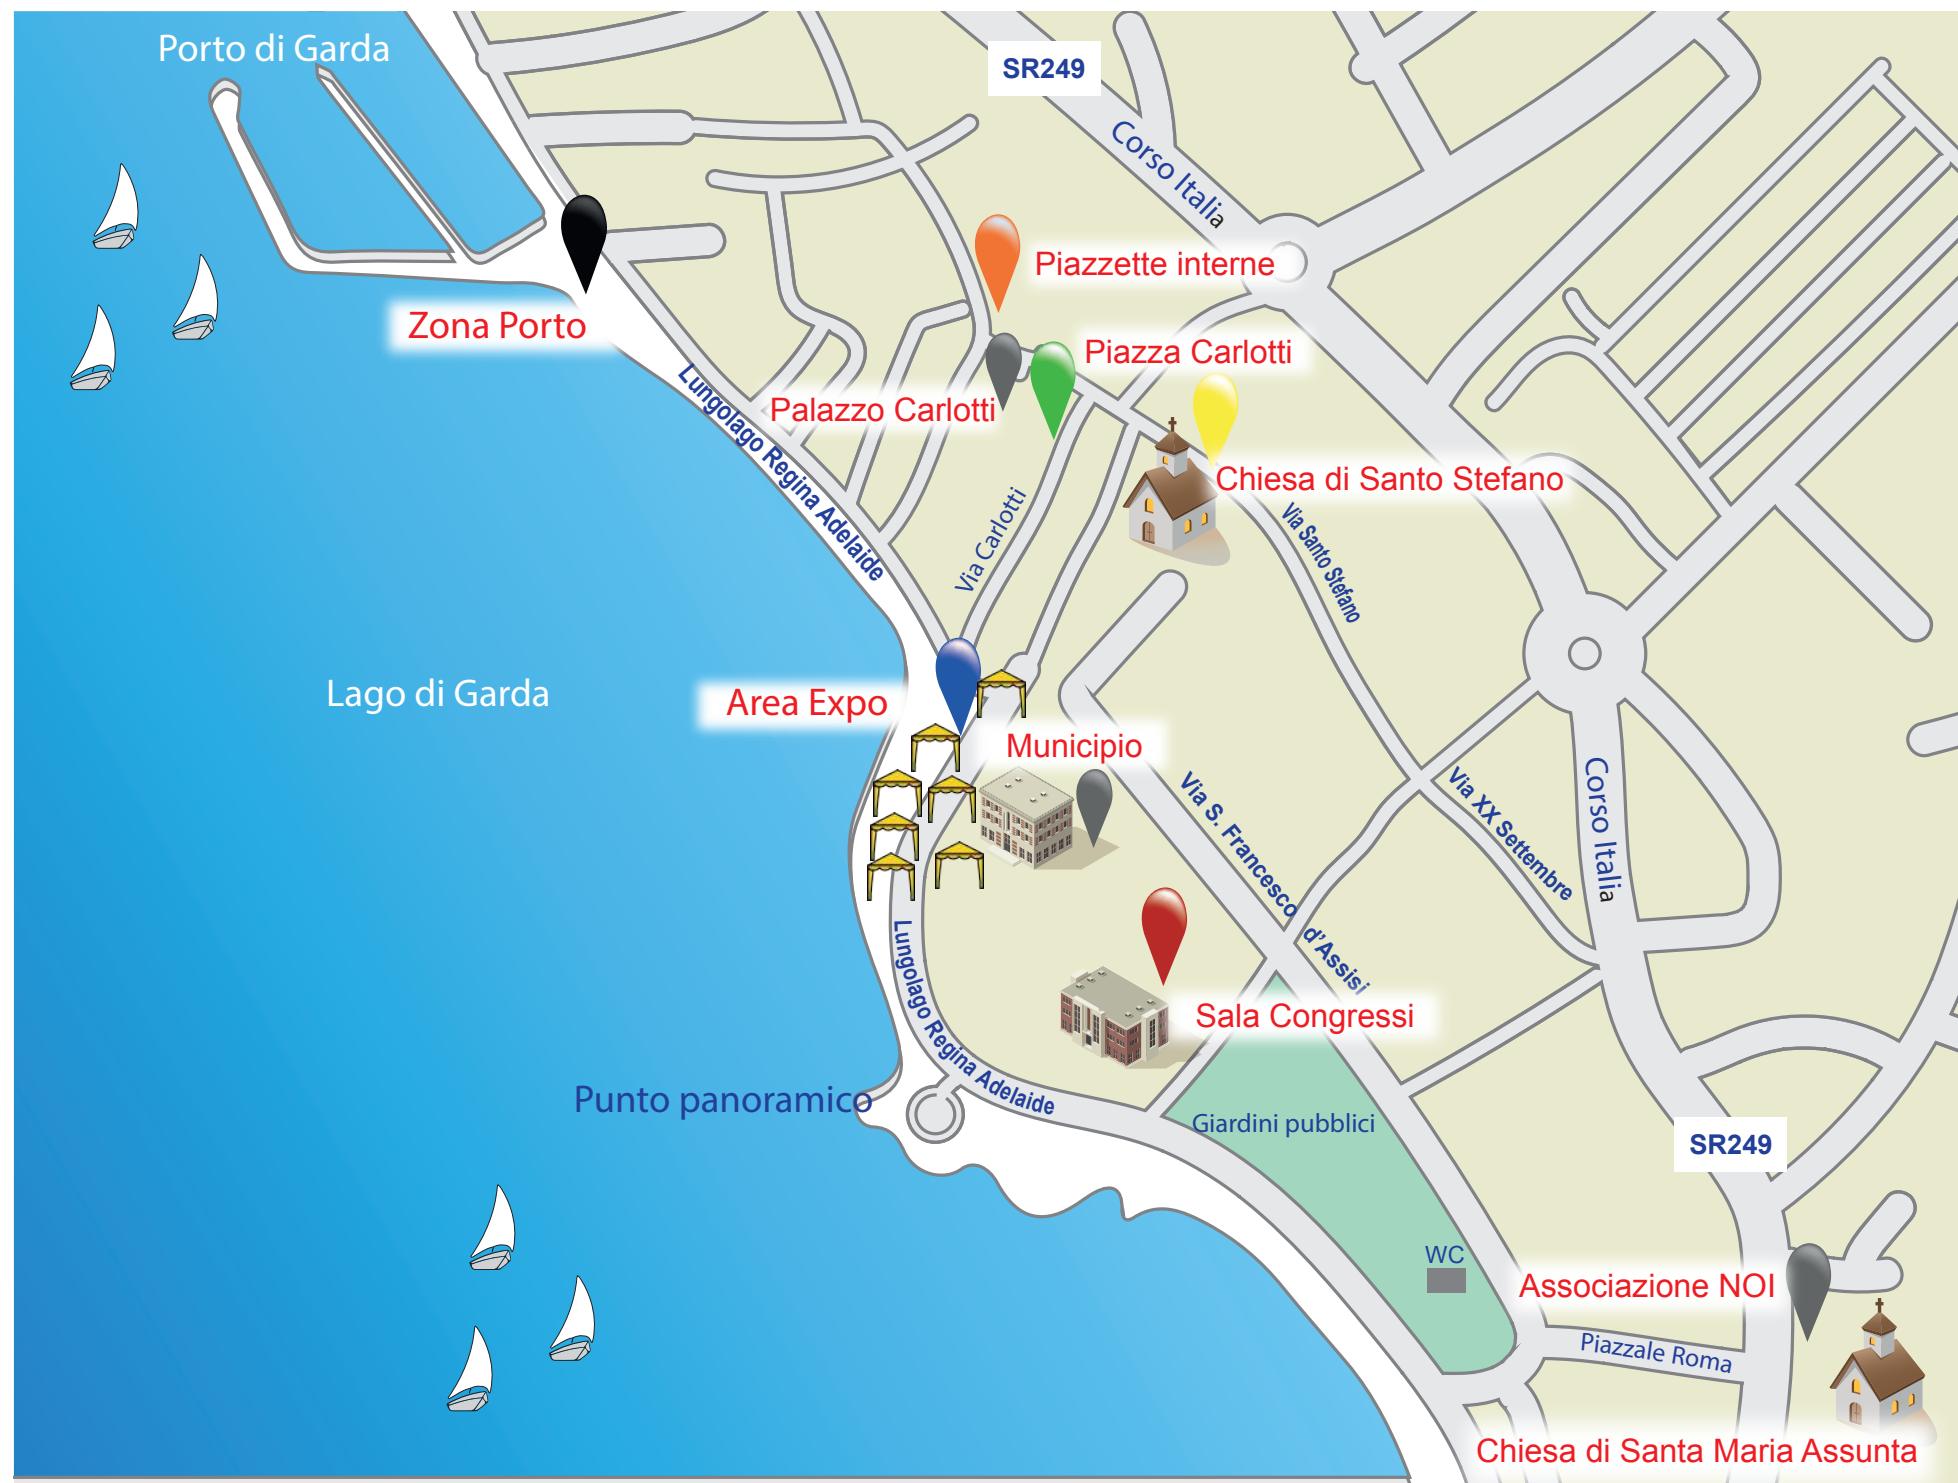 Porto di Garda
SR249
Corso Italia
Piazzette interne
Zona Porto
Piazza Carlotti
Palazzo Carlotti
Lungolago Regina Adelaide
Chiesa di Santo Stefano
Via Carlotti
Via Santo Stefano
Lago di Garda
Area Expo
Municipio
Via S. Francesco d'Assisi
Via XX Settembre
Corso Italia
Lungolago Regina Adelaide
Sala Congressi
Punto panoramico
Giardini pubblici
SR249
WC
Associazione NOI
Piazzale Roma
Chiesa di Santa Maria Assunta